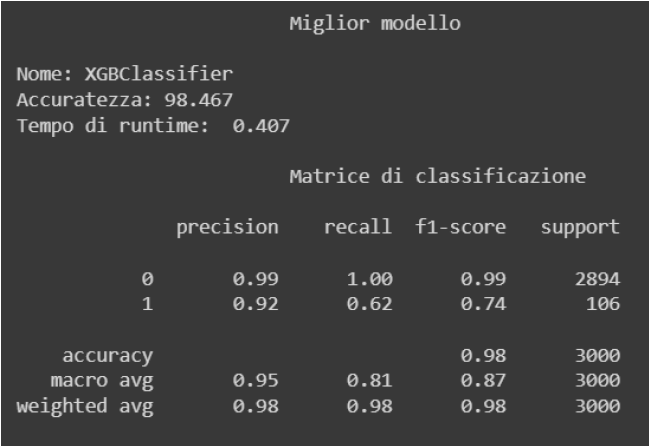 Miglior modello
Nome: XGBClassifier
Accuratezza: 98.467
Tempo di runtime:  0.407
Matrice di classificazione
precision recall f1-score support
0 0.99 1.00 0.99 2894
1 0.92 0.62 0.74 106
accuracy 0.98 3000
macro avg 0.95 0.81 0.87 3000
weighted avg 0.98 0.98 0.98 3000